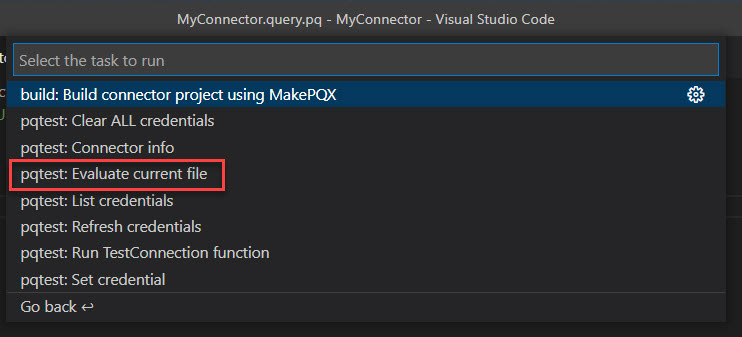 MyConnector.query.pq - MyConnector - Visual Studio Code
Select the task to run
build: Build connector project using MakePQX
pqtest: Clear ALL credentials
pqtest: Connector info
pqtest: Evaluate current file
pqtest: List credentials
pqtest: Refresh credentials
pqtest: Run TestConnection function
pqtest: Set credential
Go back ↩